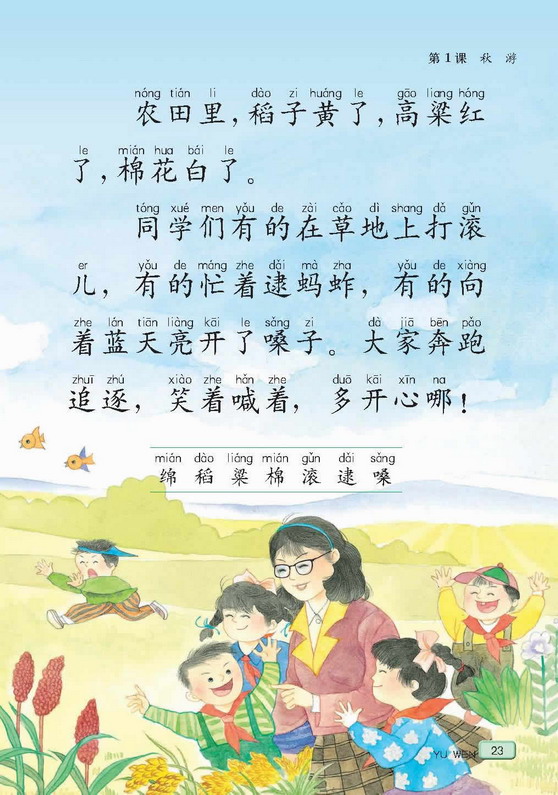 第1课 秋 游
nóng tián li dào zi huáng le gāo liang hóng
农田里，稻子黄了，高粱红
le mián hua bái le
了，棉花白了。
tóng xué men yǒu de zài cǎo dì shang dǎ gǔn
同学们有的在草地上打滚
er yǒu de máng zhe dǎi mà zha yǒu de xiàng
儿，有的忙着逮蚂蚱，有的向
zhe lán tiān liàng kāi le sǎng zi dà jiā bēn pǎo
着蓝天亮开了嗓子。大家奔跑
zhuī zhú xiào zhe hǎn zhe duō kāi xīn na
追逐，笑着喊着，多开心哪！
mián dào liáng mián gǔn dǎi sǎng
绵 稻 粱 棉 滚 逮 嗓
YU WEN 23